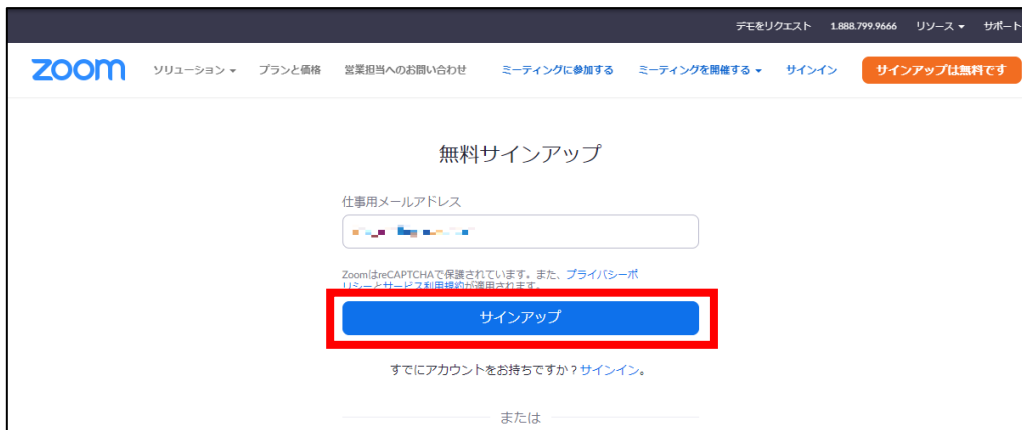 デモをリクエスト 1.888.799.9666 リソース サポート
zoom ソリューション プランと価格 営業担当へのお問い合わせ ミーティングに参加する ミーティングを開催する サインイン サインアップは無料です
無料サインアップ
仕事用メールアドレス
ZoomはreCAPTCHAで保護されています。また、プライバシーポ
リシーとサービス利用規約が適用されます。
サインアップ
すでにアカウントをお持ちですか？サインイン。
または